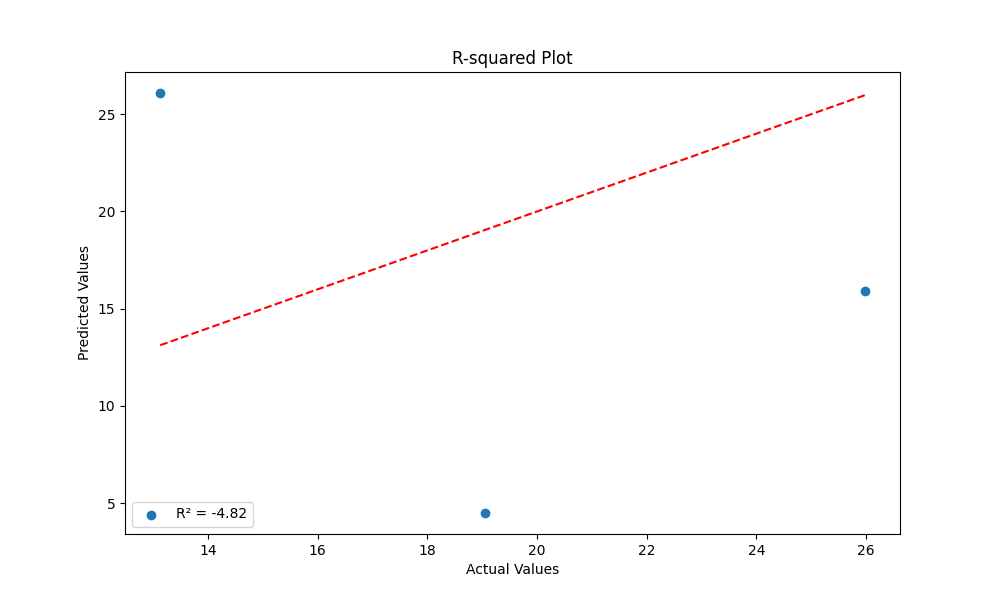 R-squared Plot
Predicted Values
25
20
15
10
5
R² = -4.82
14 16 18 20 22 24 26
Actual Values